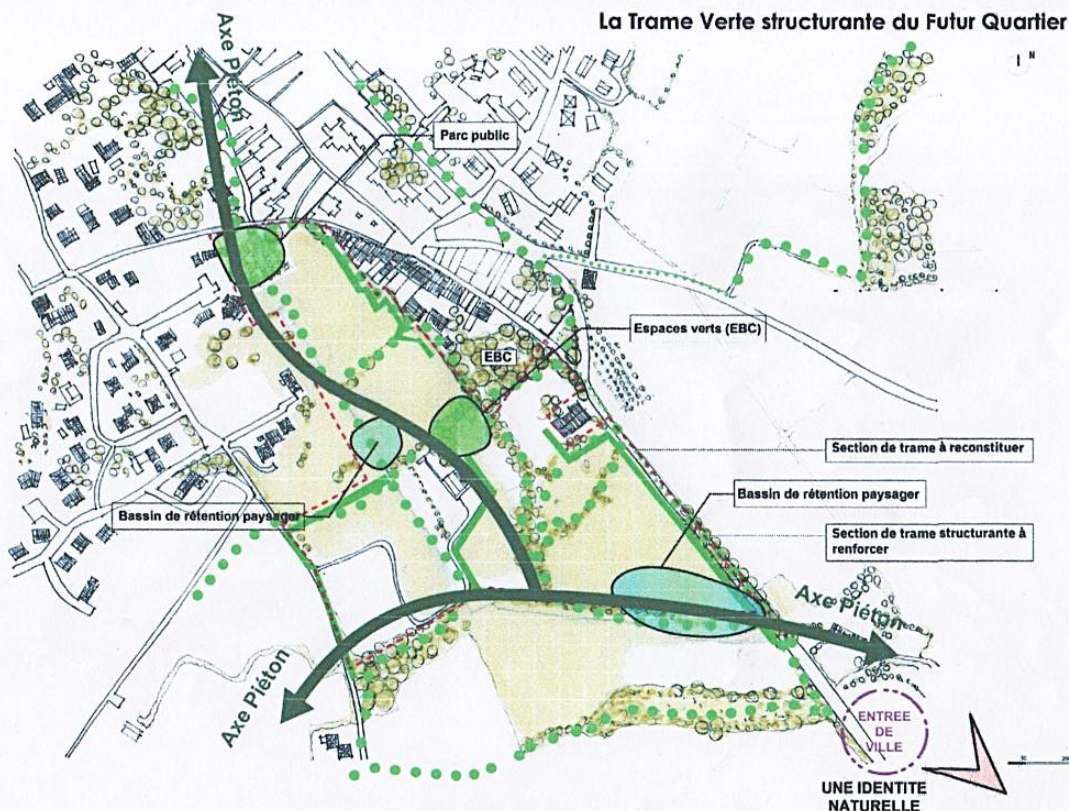 La Trame Verte structurante du Futur Quartier
N
Axe Piéton
Parc public
Espaces verts (EBC)
EBC
Section de trame à reconstituer
Bassin de rétention paysager
Bassin de rétention paysager
Section de trame structurante à
renforcer
Axe Piéton
Axe Piéton
ENTREE
DE
VILLE
UNE IDENTITE
NATURELLE